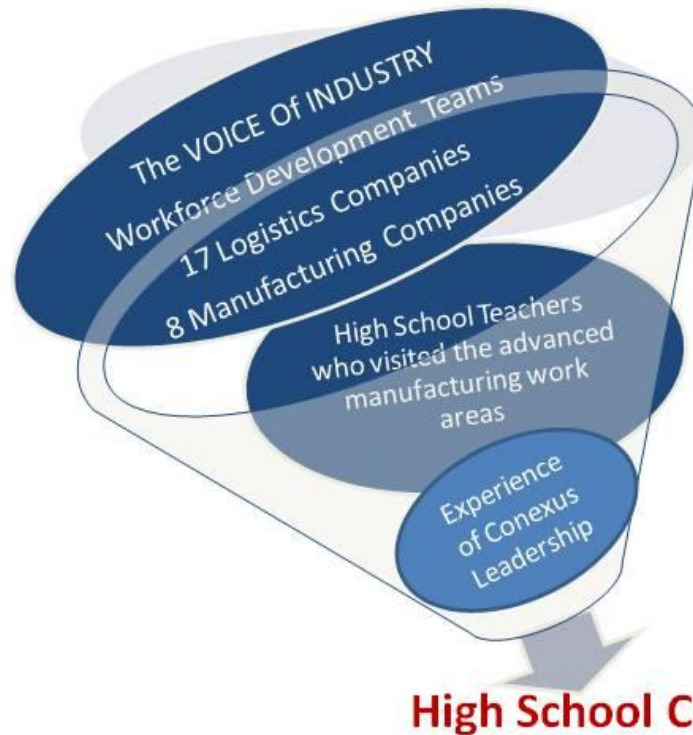 The VOICE Of INDUSTRY
Workforce Development Teams
17 Logistics Companies
8 Manufacturing Companies
High School Teachers
who visited the advanced
manufacturing work
areas
Experience
of Conexus
Leadership
High School C